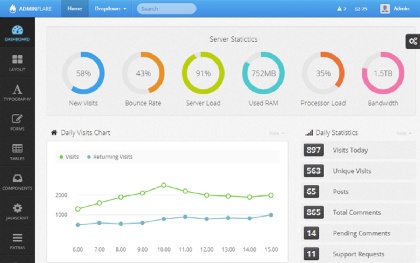 ADMINFLARE Home Dropdown Search Admin
DASHBOARD
LAYOUT
TYPOGRAPHY
FORMS
TABLES
COMPONENTS
JAVASCRIPT
EXTRAS
Server Statictics
58% 43% 91% 752MB 35% 1.5TB
New Visits Bounce Rate Server Load Used RAM Processor Load Bandwidth
Daily Visits Chart
Visits Returning Visits
2000
1000
6.00 7.00 8.00 9.00 10.00 11.00 12.00 13.00 14.00 15.00
Daily Statistics
897 Visits Today
563 Unique Visits
65 Posts
865 Total Comments
14 Pending Comments
11 Support Requests